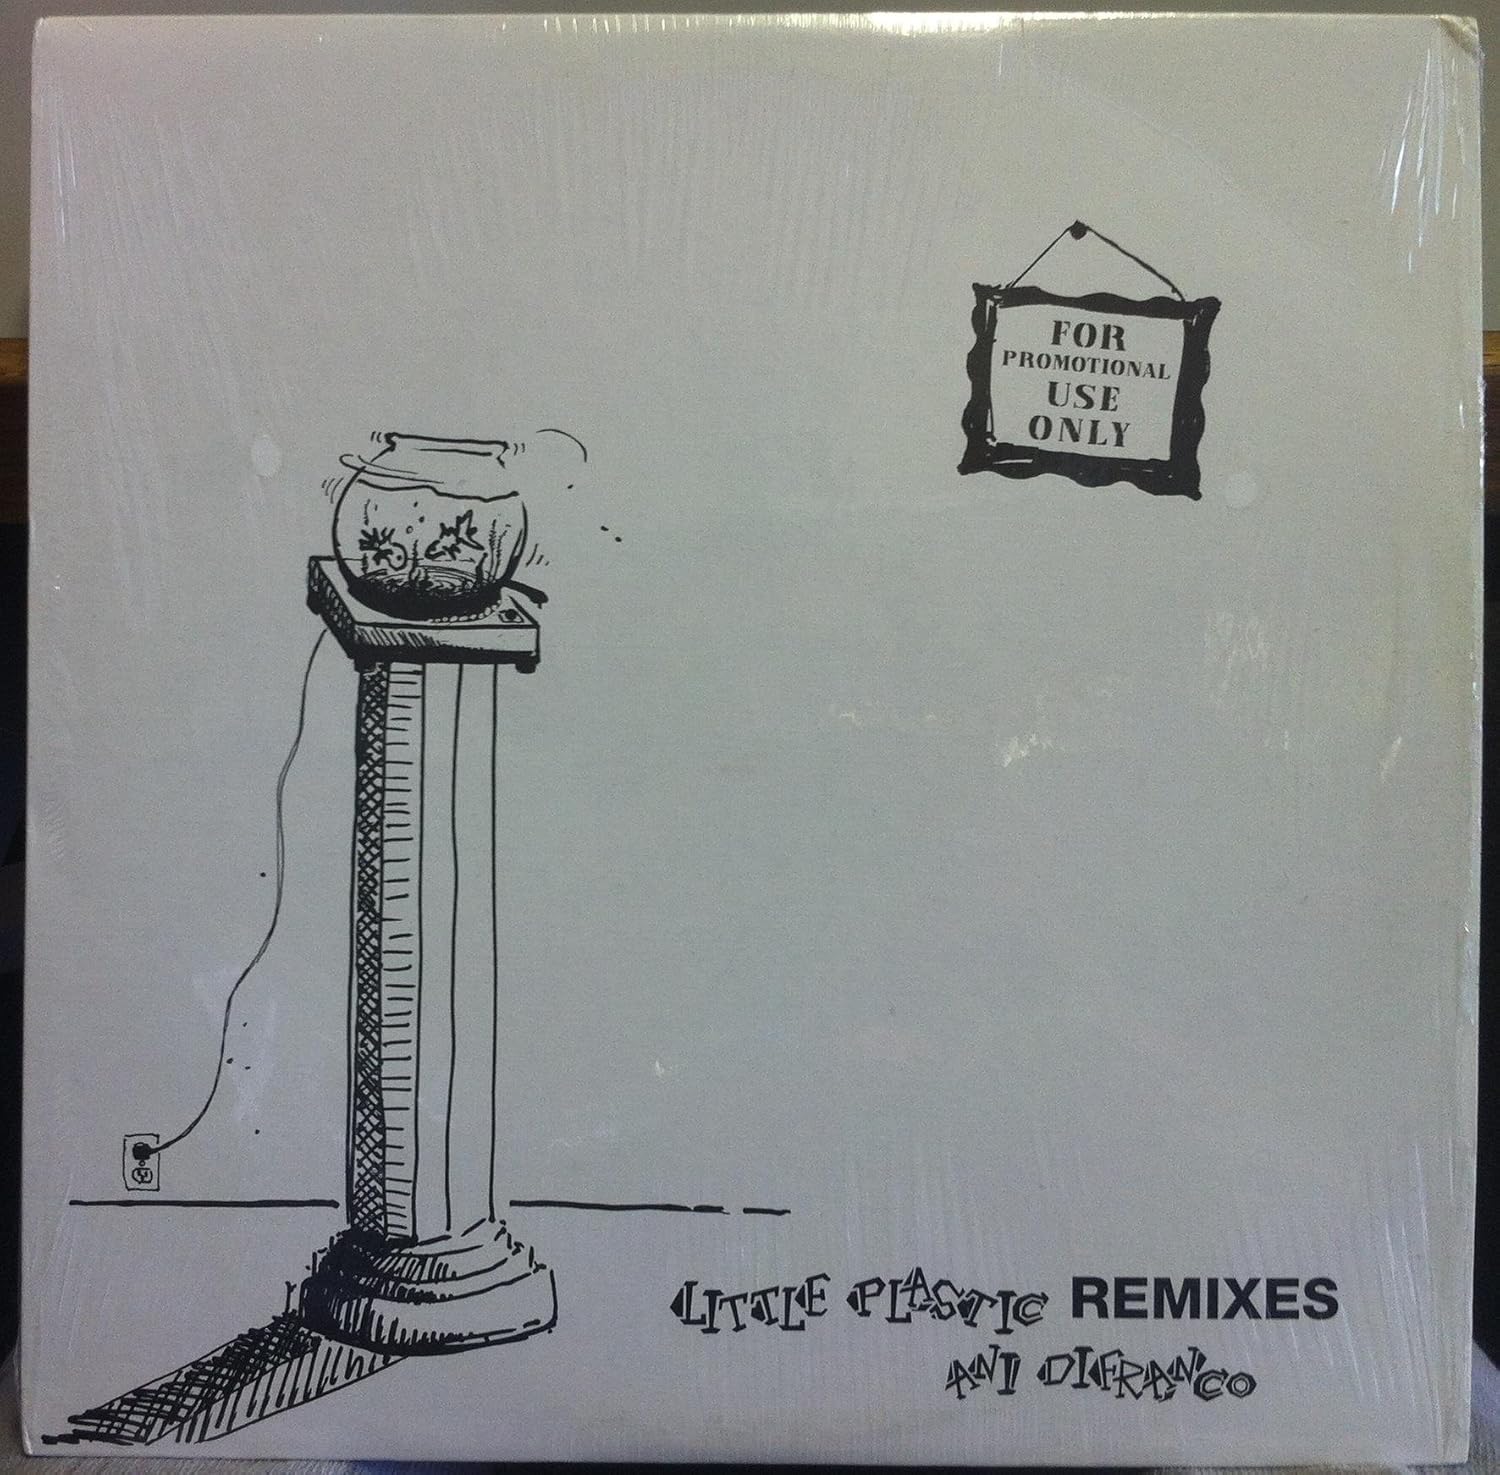 FOR
PROMOTIONAL
USE
ONLY
LITTLE PLASTIC REMIXES
ANI DIFRANCO